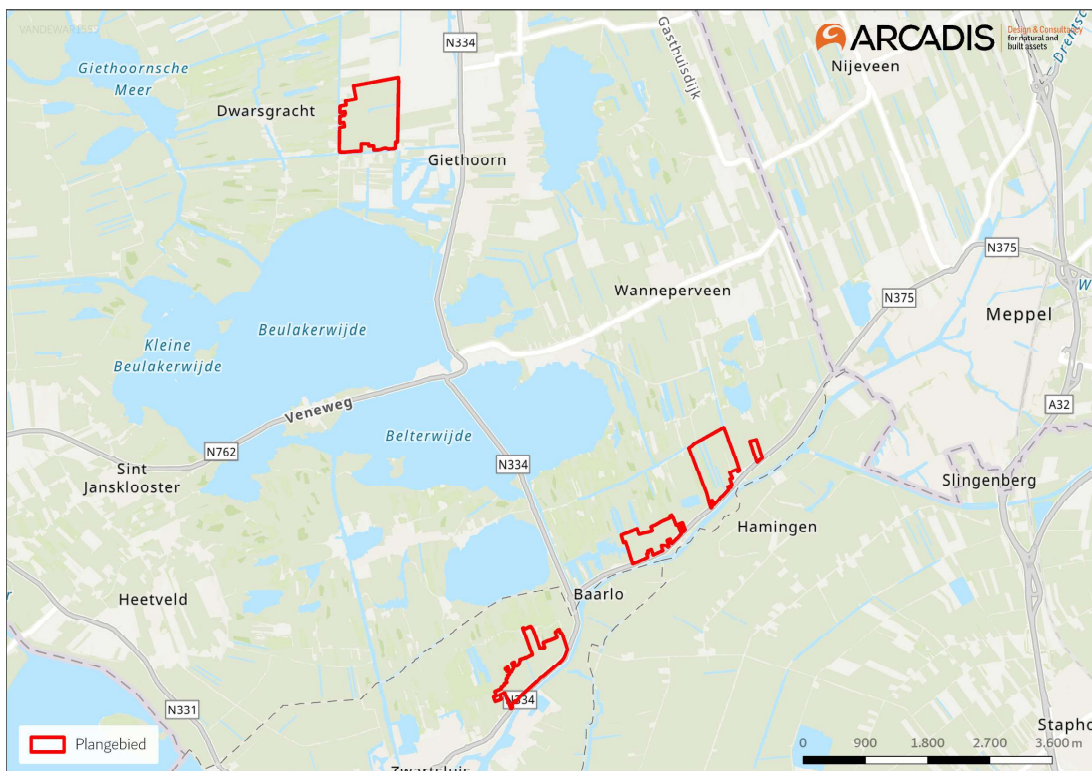 VANDEWAR1557
ARCADIS
Design & Consultancy
for natural and
built assets
N334
Gasthuisdijk
Nijeveen
Giethoornsche
Meer
Dwarsgracht
Giethoorn
N375
Wanneperveen
N375
Meppel
Beulakerwijde
Kleine
Beulakerwijde
A32
Veneweg
Belterwijde
N762
N334
Sint
Jansklooster
Slingenberg
Hamingen
Baarlo
Heetveld
N334
N331
Plangebied
0 900 1.800 2.700 3.600 m